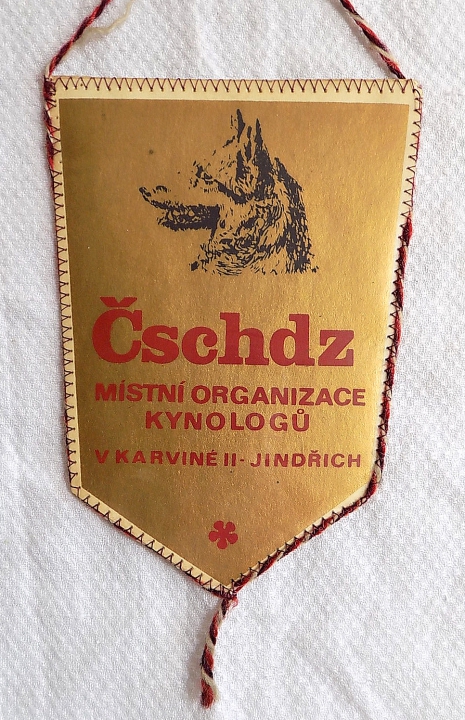 Čschdz
MÍSTNÍ ORGANIZACE
KYNOLOGŮ
V KARVINÉ II - JINDŘICH